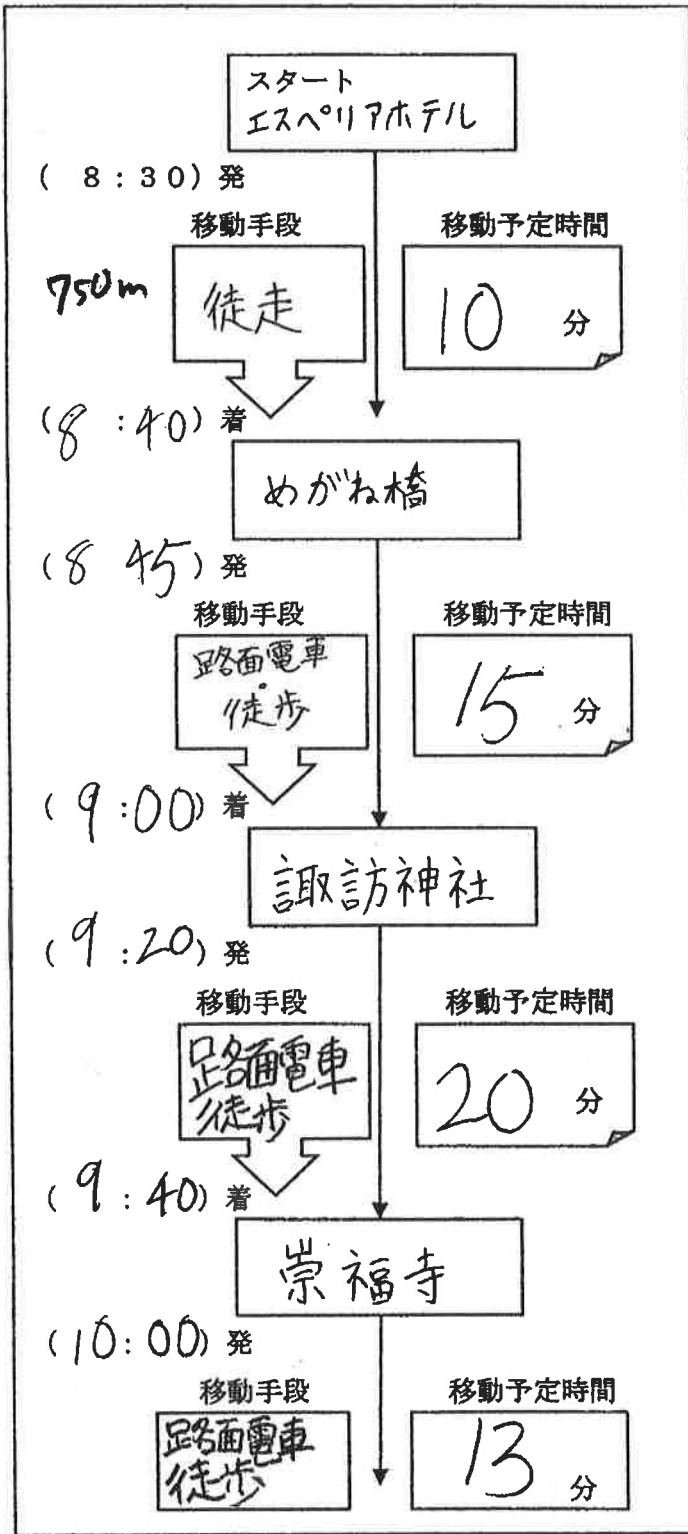 スタート
エスペリアホテル
( 8:30) 発
移動手段
移動予定時間
750m
徒走
10 分
(8:40) 着
めがね橋
(8 45) 発
移動手段
移動予定時間
路面電車
・
徒歩
15 分
(9:00) 着
諏訪神社
(9:20) 発
移動手段
移動予定時間
路面電車
徒歩
20 分
(9:40) 着
崇福寺
(10:00) 発
移動手段
移動予定時間
路面電車
徒歩
13 分